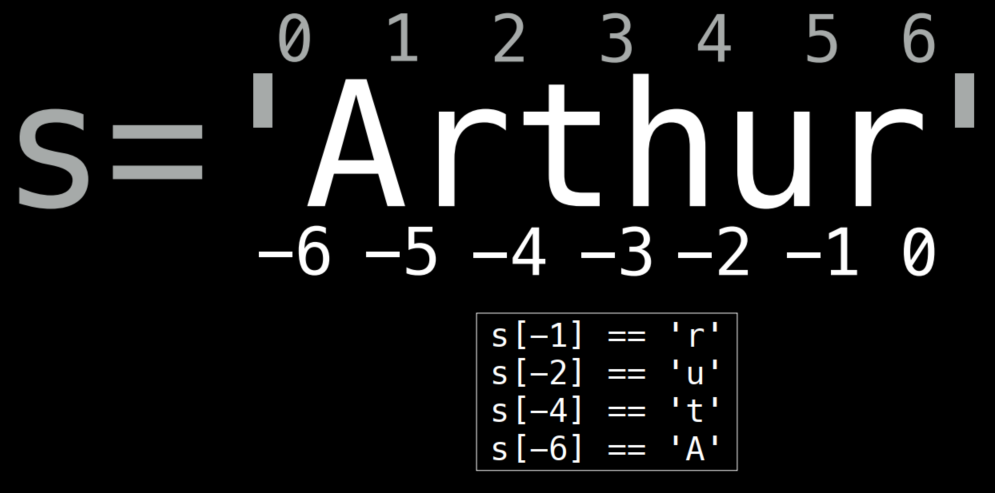 0 1 2 3 4 5 6
s='Arthur'
−6 −5 −4 −3 −2 −1 0
s[−1] == 'r'
s[−2] == 'u'
s[−4] == 't'
s[−6] == 'A'